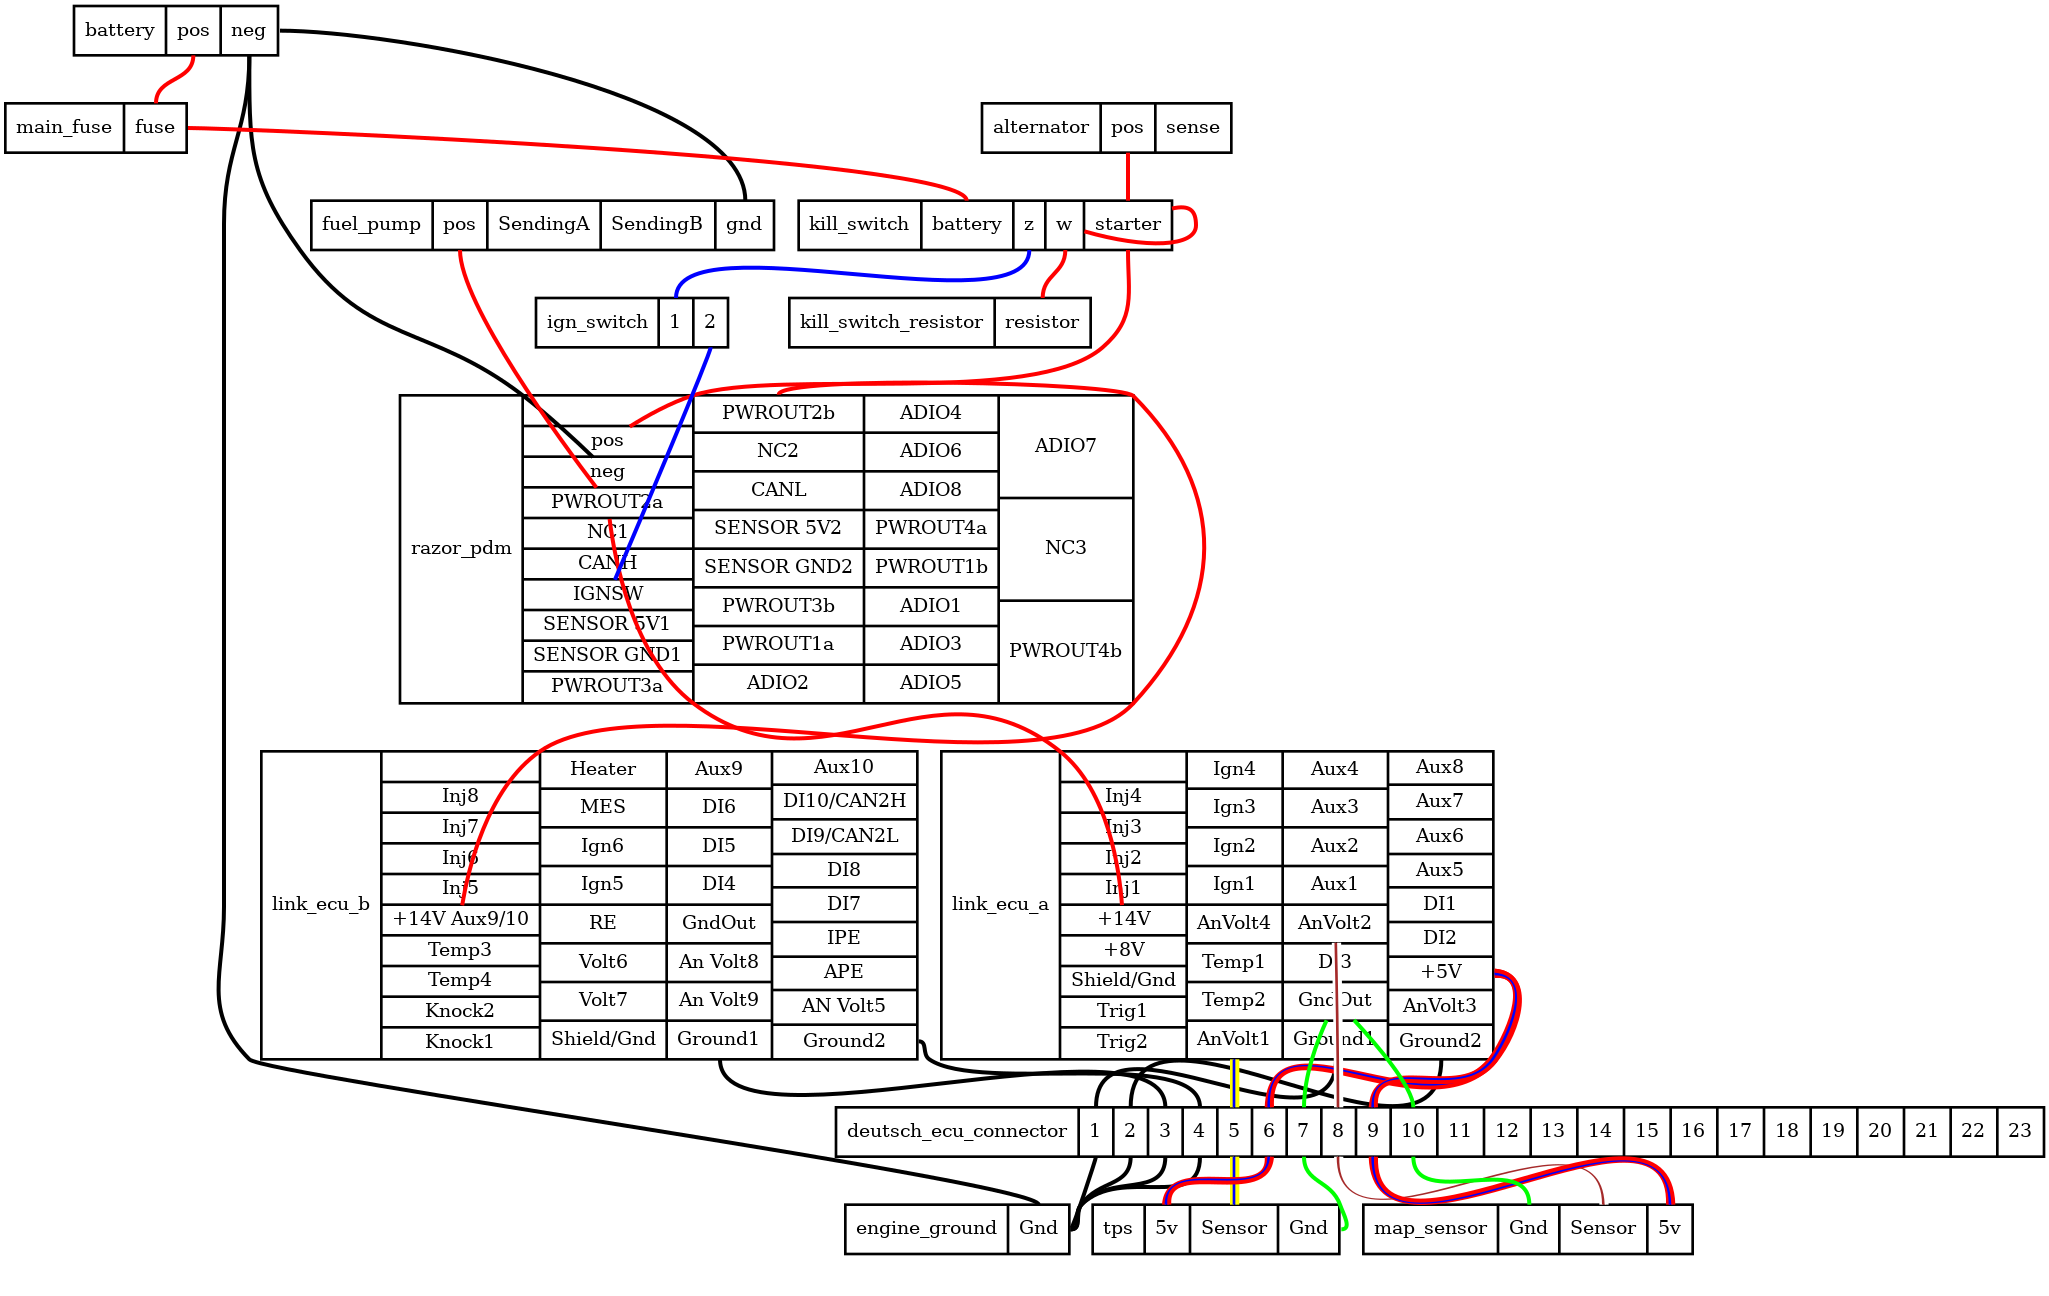 battery pos neg
main_fuse fuse
alternator pos sense
fuel_pump pos SendingA SendingB gnd
kill_switch battery z w starter
ign_switch 1 2
kill_switch_resistor resistor
razor_pdm
pos
neg
PWROUT2a
NC1
CANH
IGNSW
SENSOR 5V1
SENSOR GND1
PWROUT3a
PWROUT2b
NC2
CANL
SENSOR 5V2
SENSOR GND2
PWROUT3b
PWROUT1a
ADIO2
ADIO4
ADIO6
ADIO8
PWROUT4a
PWROUT1b
ADIO1
ADIO3
ADIO5
ADIO7
NC3
PWROUT4b
link_ecu_b
Inj8
Inj7
Inj6
Inj5
+14V Aux9/10
Temp3
Temp4
Knock2
Knock1
Heater
MES
Ign6
Ign5
RE
Volt6
Volt7
Shield/Gnd
Aux9
DI6
DI5
DI4
GndOut
An Volt8
An Volt9
Ground1
Aux10
DI10/CAN2H
DI9/CAN2L
DI8
DI7
IPE
APE
AN Volt5
Ground2
link_ecu_a
Inj4
Inj3
Inj2
Inj1
+14V
+8V
Shield/Gnd
Trig1
Trig2
Ign4
Ign3
Ign2
Ign1
AnVolt4
Temp1
Temp2
AnVolt1
Aux4
Aux3
Aux2
Aux1
AnVolt2
DI3
GndOut
Ground1
Aux8
Aux7
Aux6
Aux5
DI1
DI2
+5V
AnVolt3
Ground2
deutsch_ecu_connector 1 2 3 4 5 6 7 8 9 10 11 12 13 14 15 16 17 18 19 20 21 22 23
engine_ground Gnd
tps 5v Sensor Gnd
map_sensor Gnd Sensor 5v